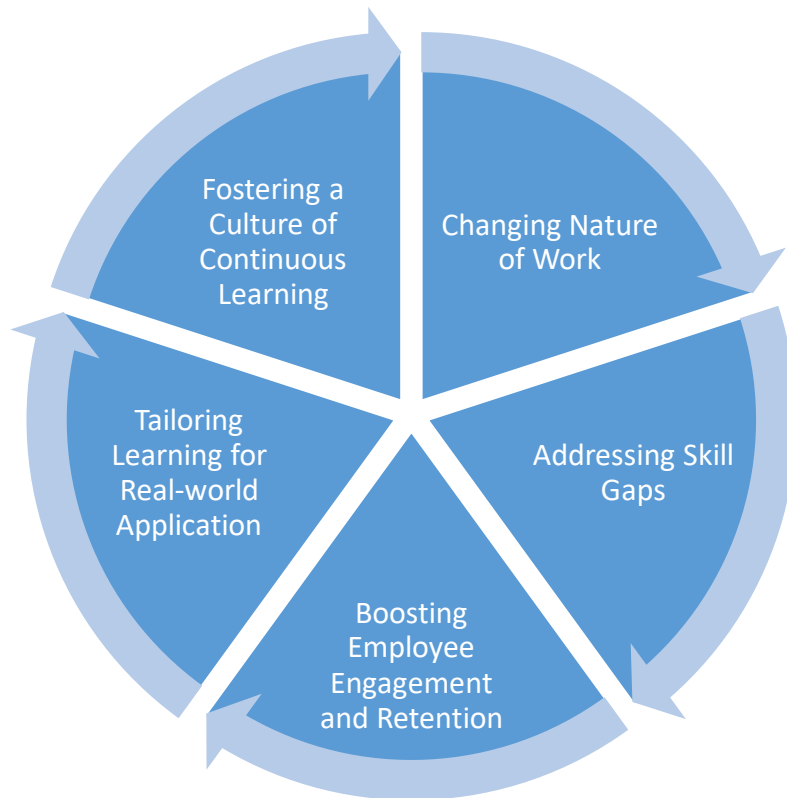 Fostering a
Culture of
Continuous
Learning
Changing Nature
of Work
Tailoring
Learning for
Real-world
Application
Addressing Skill
Gaps
Boosting
Employee
Engagement
and Retention